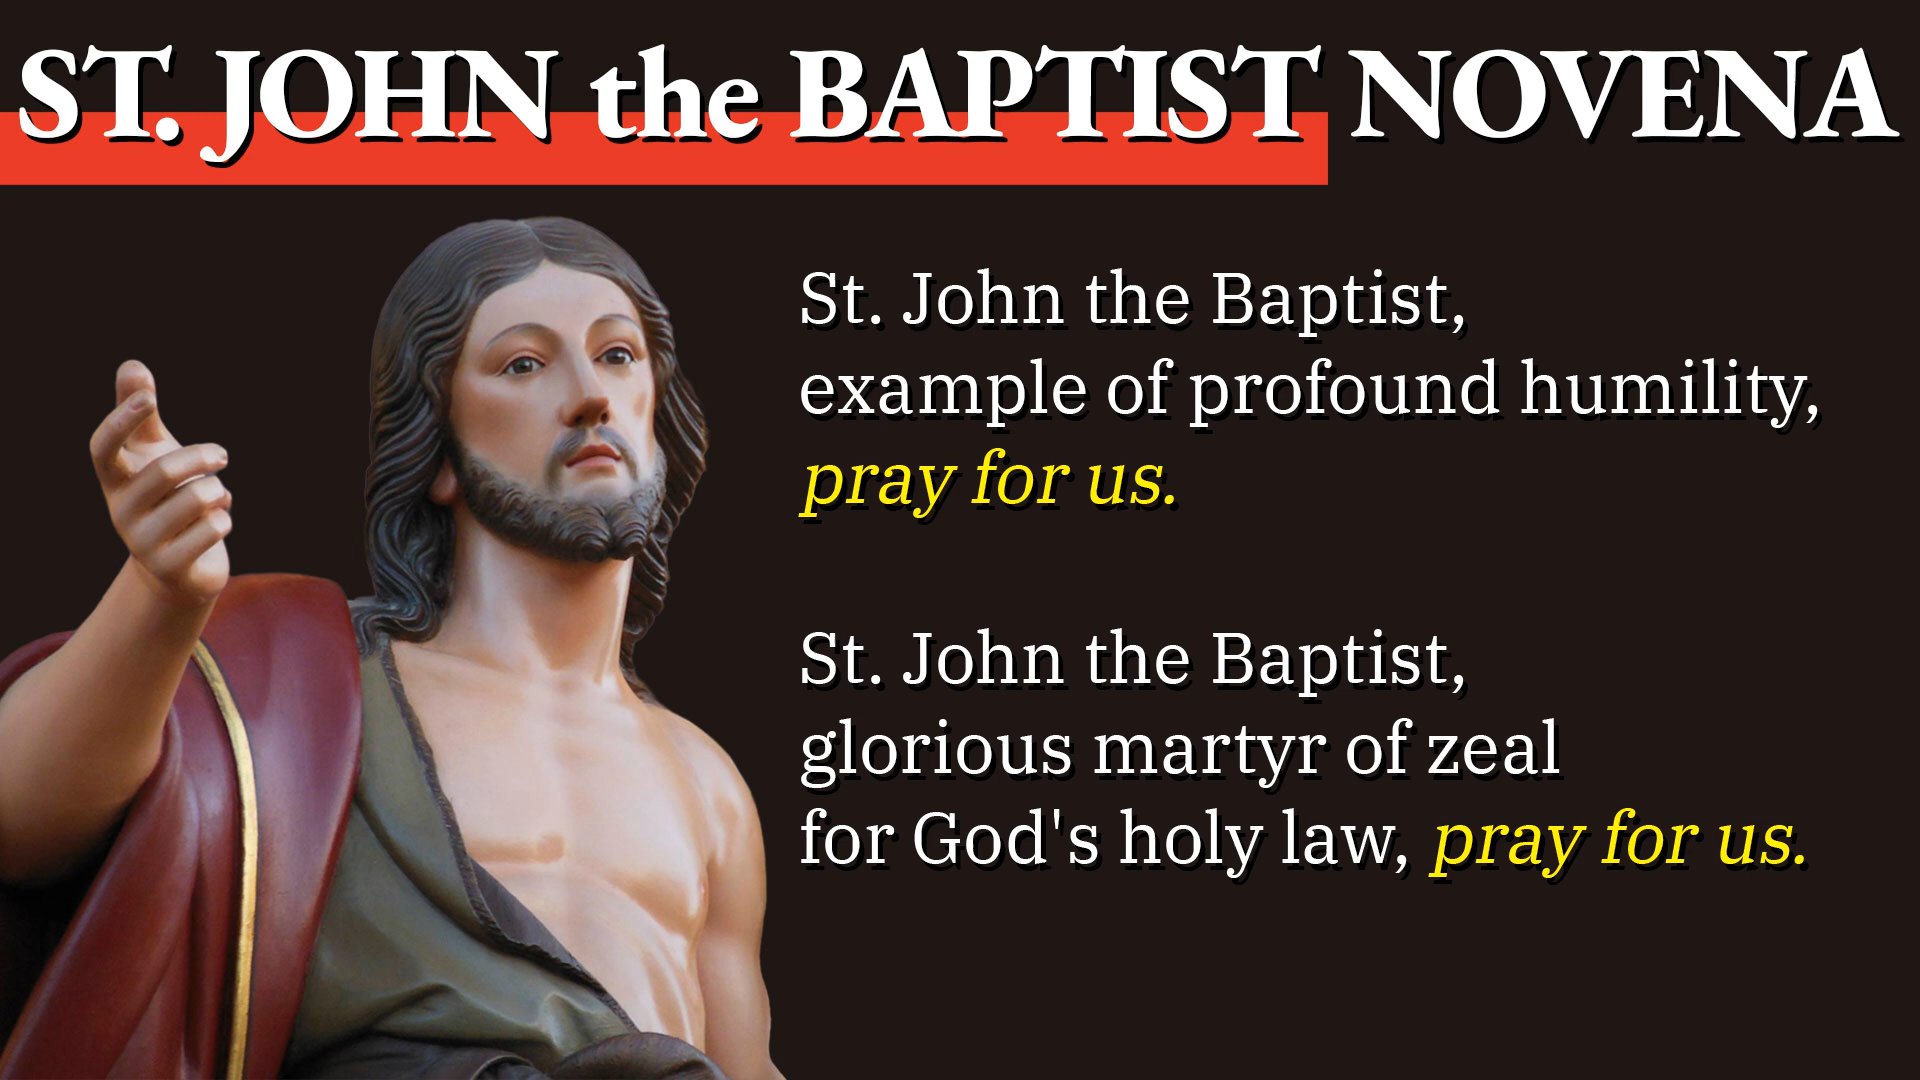 ST. JOHN the BAPTIST NOVENA
St. John the Baptist,
example of profound humility,
pray for us.
St. John the Baptist,
glorious martyr of zeal
for God's holy law, pray for us.